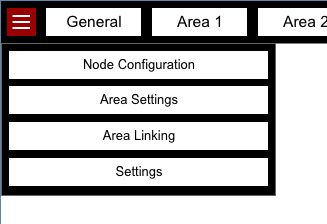 General Area 1 Area 2
Node Configuration
Area Settings
Area Linking
Settings